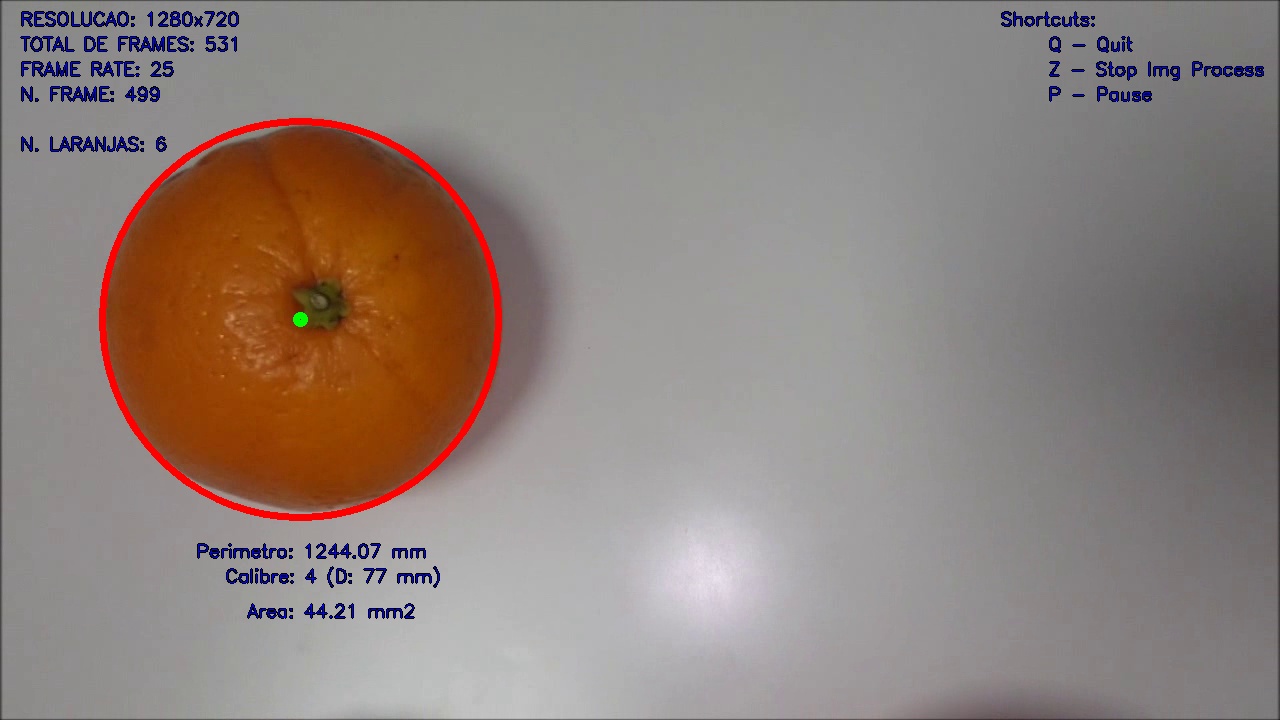 RESOLUCAO: 1280x720
TOTAL DE FRAMES: 531
FRAME RATE: 25
N. FRAME: 499
N. LARANJAS: 6
Shortcuts:
Q - Quit
Z - Stop Img Process
P - Pause
Perimetro: 1244.07 mm
Calibre: 4 (D: 77 mm)
Area: 44.21 mm2